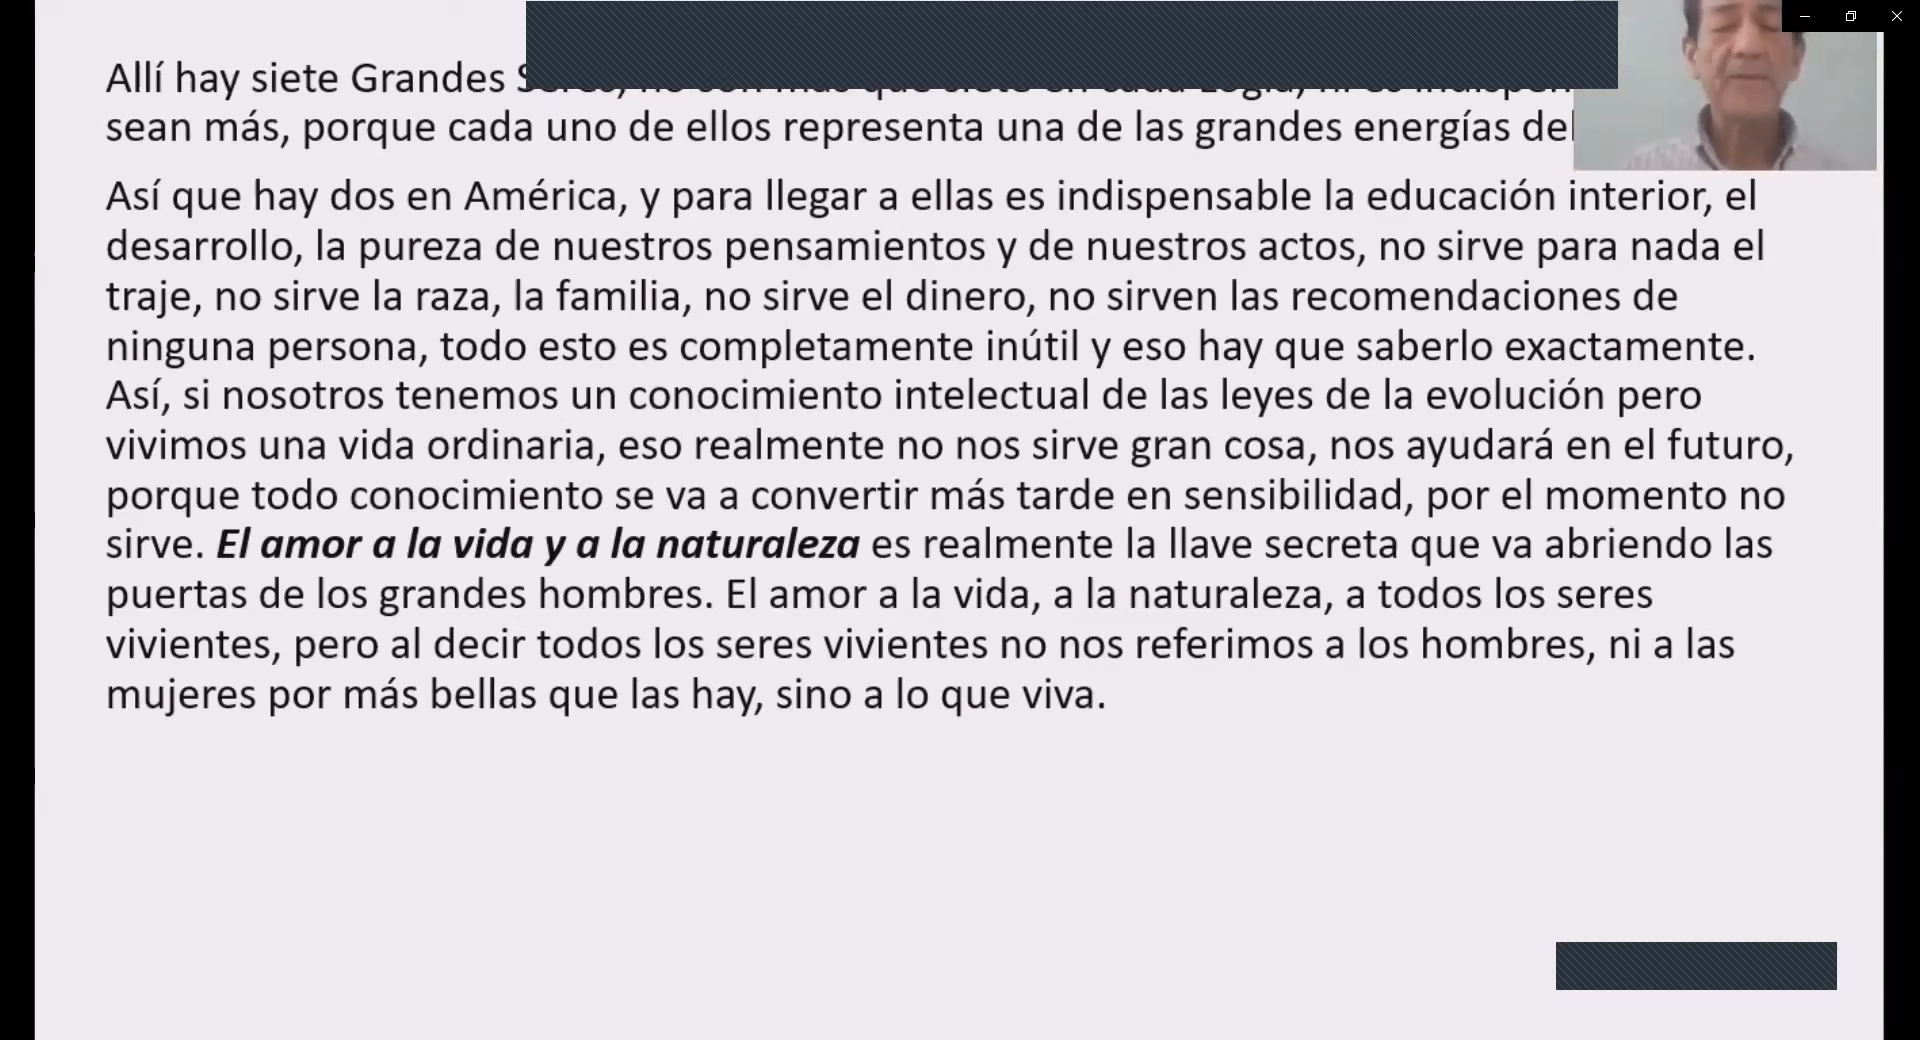 Allí hay siete Grandes
sean más, porque cada uno de ellos representa una de las grandes energías del
Así que hay dos en América, y para llegar a ellas es indispensable la educación interior, el
desarrollo, la pureza de nuestros pensamientos y de nuestros actos, no sirve para nada el
traje, no sirve la raza, la familia, no sirve el dinero, no sirven las recomendaciones de
ninguna persona, todo esto es completamente inútil y eso hay que saberlo exactamente.
Así, si nosotros tenemos un conocimiento intelectual de las leyes de la evolución pero
vivimos una vida ordinaria, eso realmente no nos sirve gran cosa, nos ayudará en el futuro,
porque todo conocimiento se va a convertir más tarde en sensibilidad, por el momento no
sirve. El amor a la vida y a la naturaleza es realmente la llave secreta que va abriendo las
puertas de los grandes hombres. El amor a la vida, a la naturaleza, a todos los seres
vivientes, pero al decir todos los seres vivientes no nos referimos a los hombres, ni a las
mujeres por más bellas que las hay, sino a lo que viva.